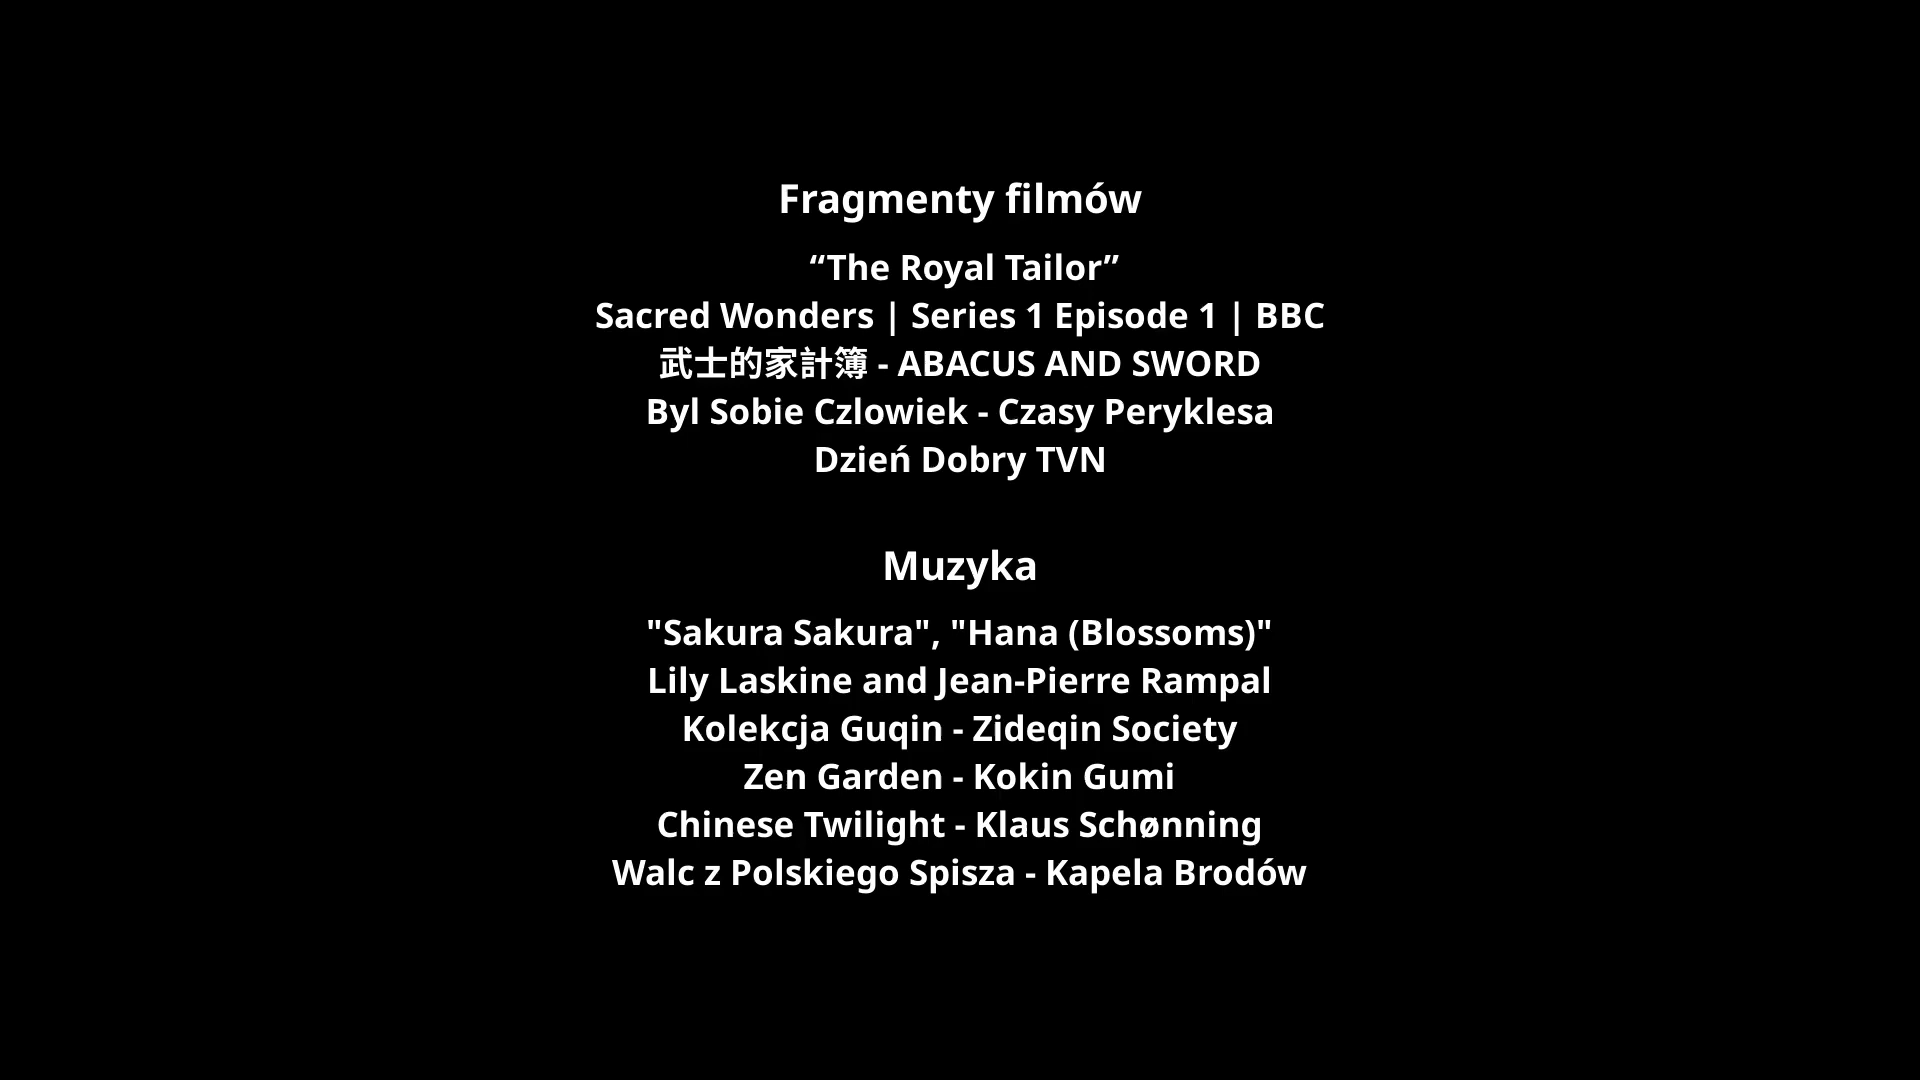 Fragmenty filmów
“The Royal Tailor”
Sacred Wonders | Series 1 Episode 1 | BBC
武士的家計簿 - ABACUS AND SWORD
Byl Sobie Czlowiek - Czasy Peryklesa
Dzień Dobry TVN
Muzyka
"Sakura Sakura", "Hana (Blossoms)"
Lily Laskine and Jean-Pierre Rampal
Kolekcja Guqin - Zideqin Society
Zen Garden - Kokin Gumi
Chinese Twilight - Klaus Schønning
Walc z Polskiego Spisza - Kapela Brodów